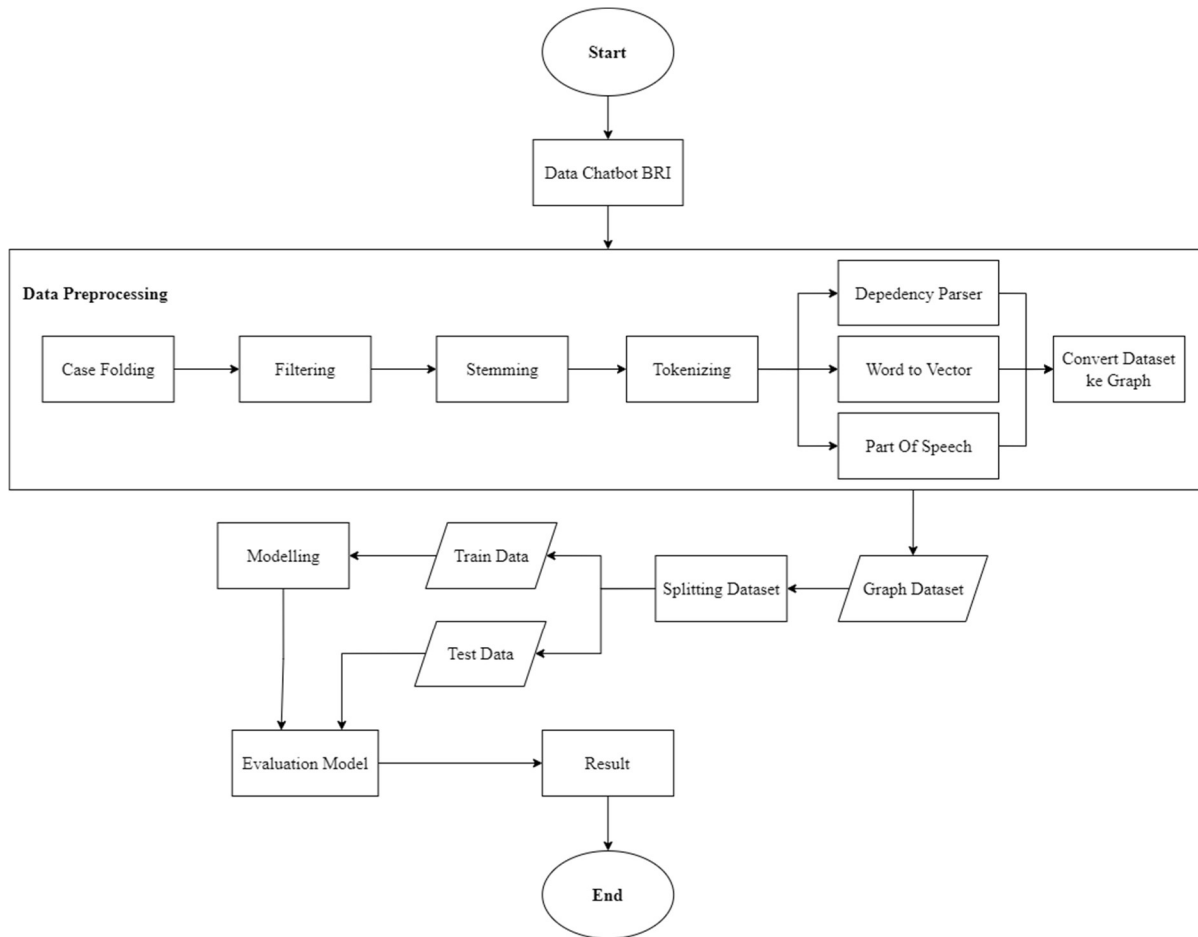 Start
Data Chatbot BRI
Data Preprocessing
Case Folding
Filtering
Stemming
Tokenizing
Depedency Parser
Word to Vector
Part Of Speech
Convert Dataset
ke Graph
Graph Dataset
Splitting Dataset
Train Data
Test Data
Modelling
Evaluation Model
Result
End